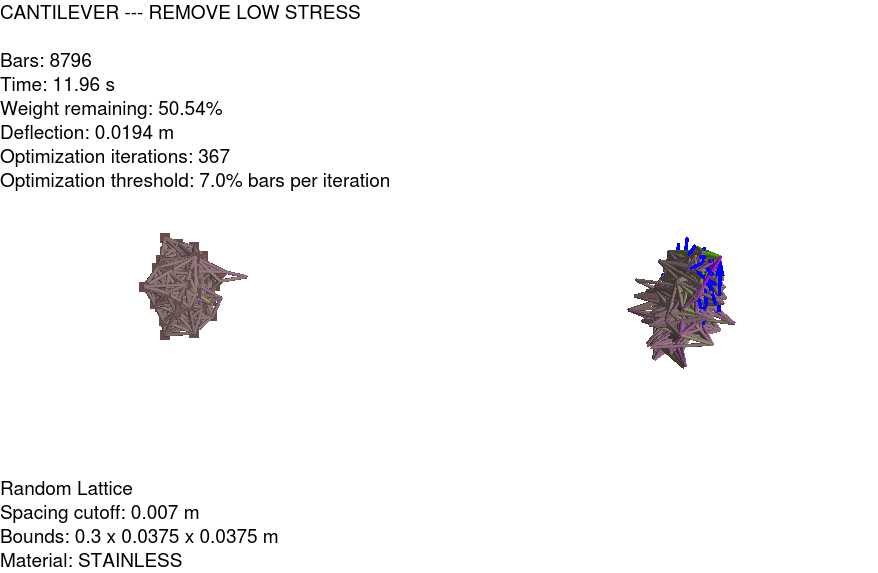 CANTILEVER --- REMOVE LOW STRESS
Bars: 8796
Time: 11.96 s
Weight remaining: 50.54%
Deflection: 0.0194 m
Optimization iterations: 367
Optimization threshold: 7.0% bars per iteration
Random Lattice
Spacing cutoff: 0.007 m
Bounds: 0.3 x 0.0375 x 0.0375 m
Material: STAINLESS